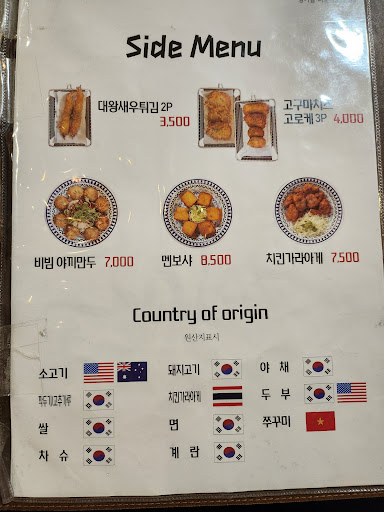 Side Menu
대왕새우튀김 2P
3,500
고구마치즈
고로케 3P 4,000
비빔 야끼만두 7,000
멘보샤 8,500
치킨가라아게 7,500
Country of origin
원산지표시
소고기
돼지고기
야 채
치킨가라아게
두 부
쌀
면
쭈꾸미
차 슈
계 란